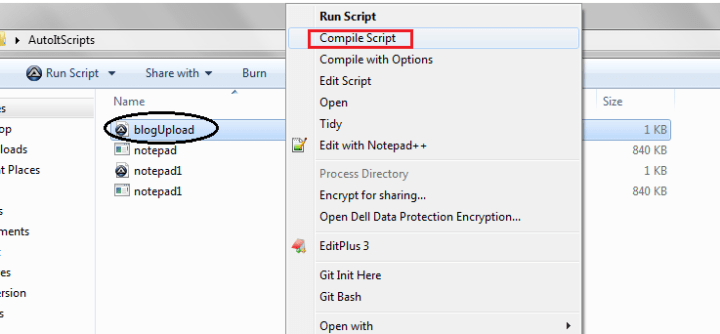 AutoItScripts
Run Script
Share with
Burn
Name
Size
blogUpload
1 KB
notepad
840 KB
notepad1
1 KB
notepad1
840 KB
es
op
loads
t Places
s
ments
t
es
ersion
s
Run Script
Compile Script
Compile with Options
Edit Script
Open
Tidy
Edit with Notepad++
Process Directory
Encrypt for sharing...
Open Dell Data Protection Encryption...
EditPlus 3
Git Init Here
Git Bash
Open with